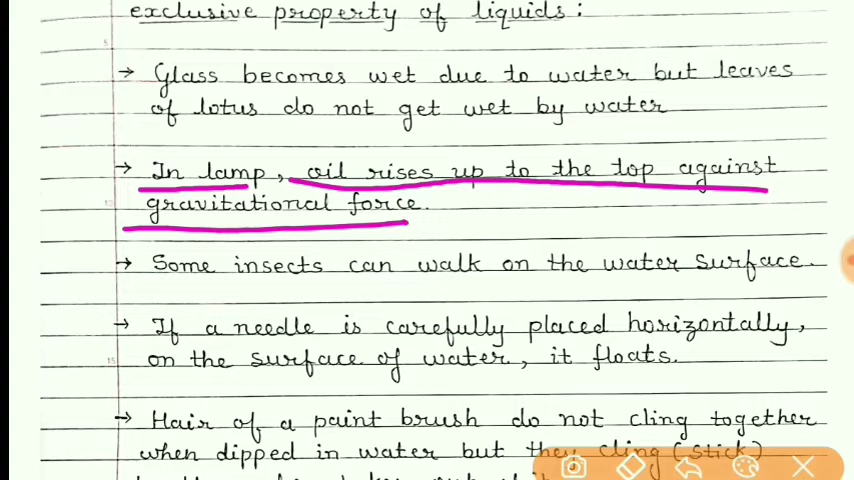 exclusive property of liquids:
→ Glass becomes wet due to water but leaves
of lotus do not get wet by water
→ In lamp, oil rises up to the top against
gravitational force.
→ Some insects can walk on the water surface.
→ If a needle is carefully placed horizontally,
on the surface of water, it floats.
→ Hair of a paint brush do not cling together
when dipped in water but they cling (stick)